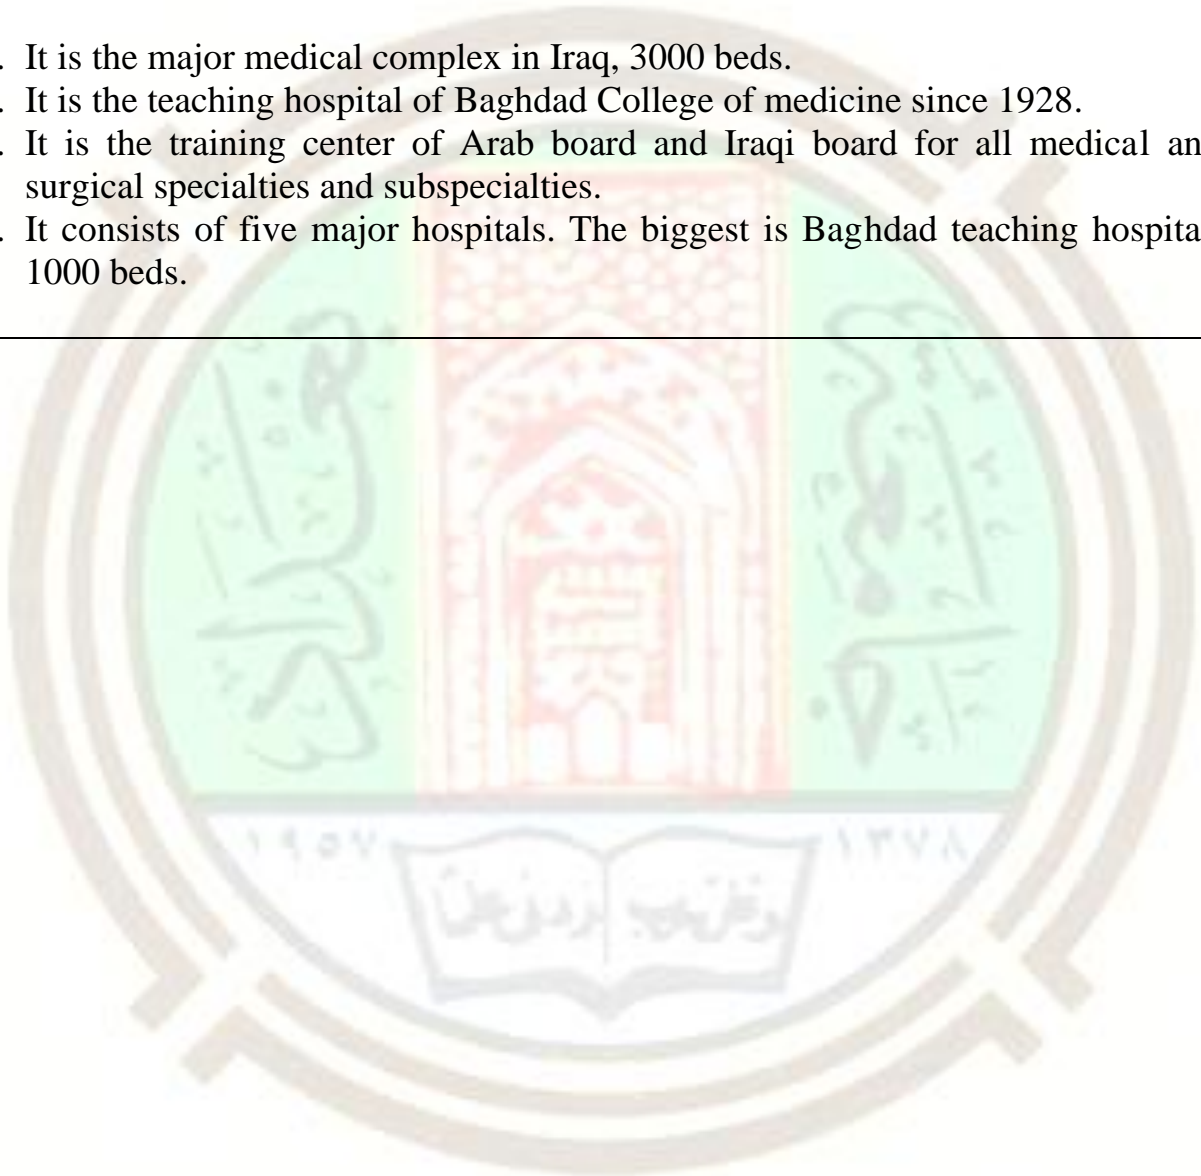 . It is the major medical complex in Iraq, 3000 beds.
. It is the teaching hospital of Baghdad College of medicine since 1928.
. It is the training center of Arab board and Iraqi board for all medical an
surgical specialties and subspecialties.
. It consists of five major hospitals. The biggest is Baghdad teaching hospita
1000 beds.
١٣٧٨ ١٩٥٧